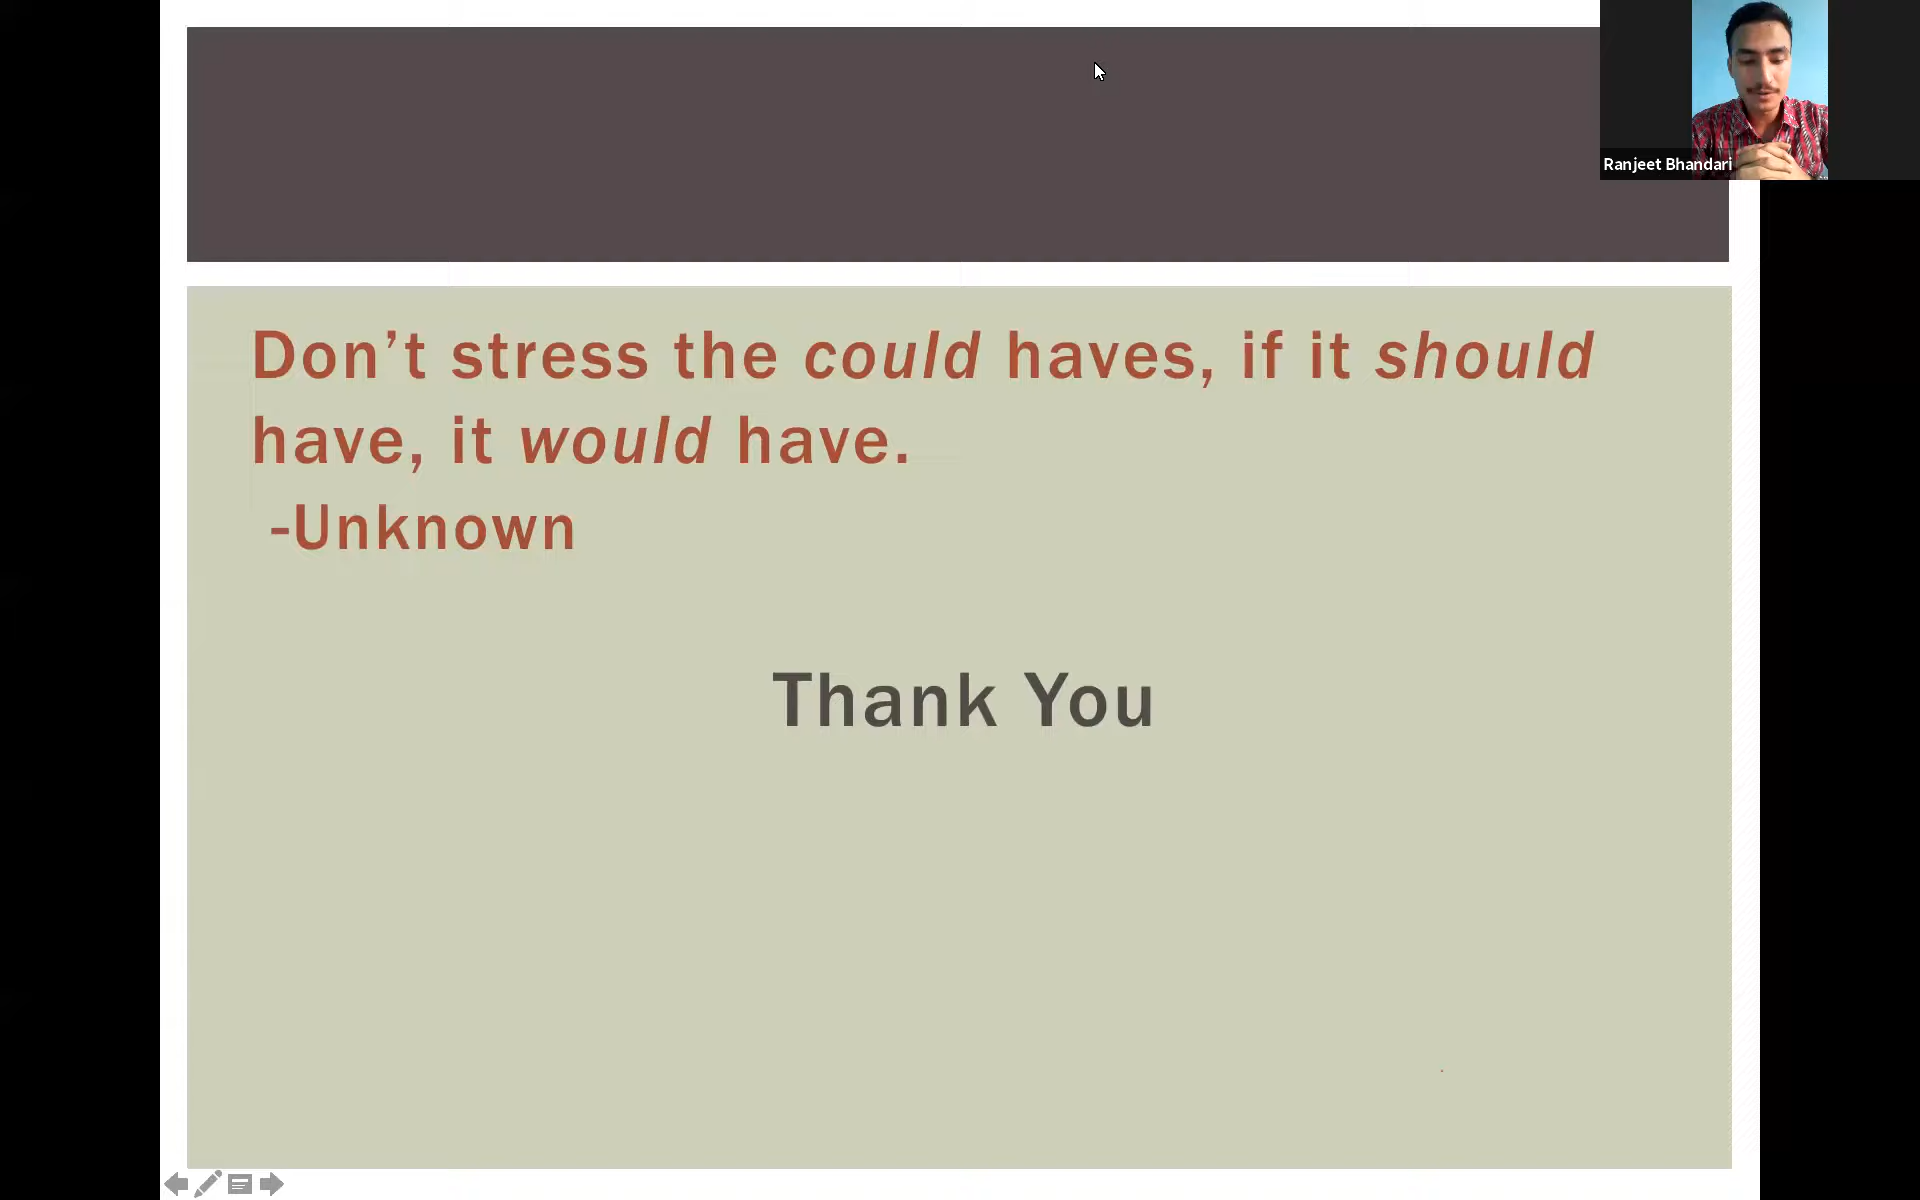 Don’t stress the could haves, if it should
have, it would have.
-Unknown
Thank You
Ranjeet Bhandari